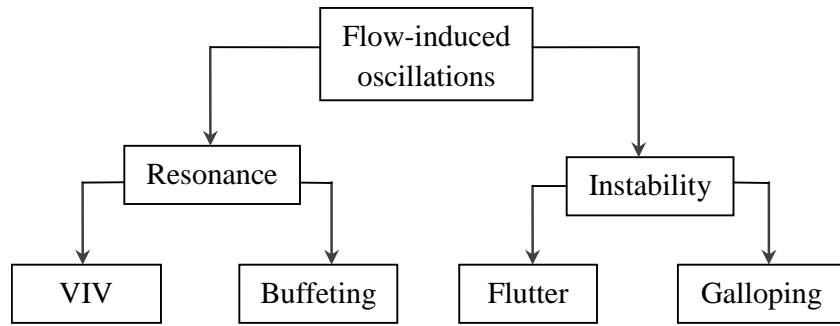 Flow-induced
oscillations
Resonance
Instability
VIV
Buffeting
Flutter
Galloping